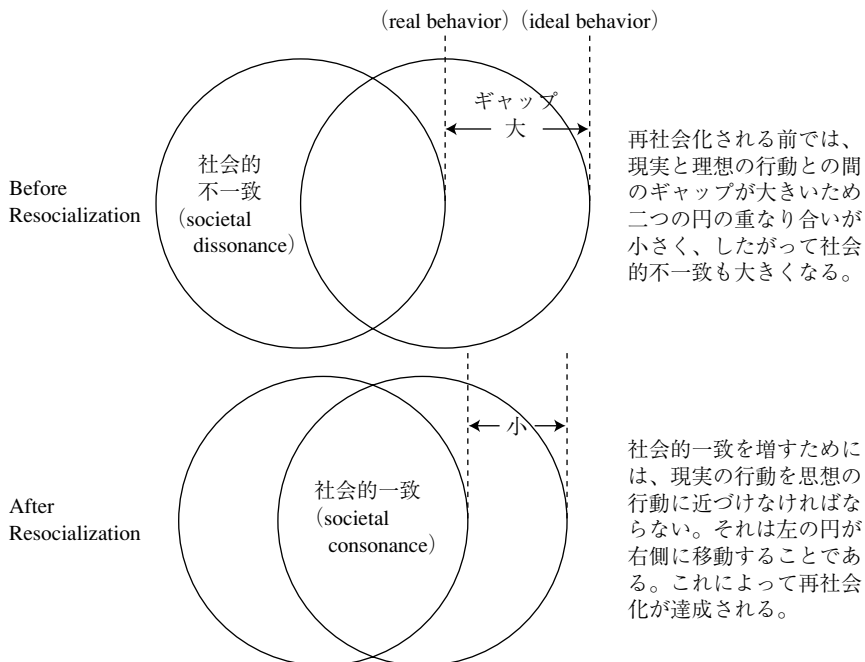 (real behavior) (ideal behavior)
ギャップ
大
社会的
不一致
(societal
dissonance)
Before
Resocialization
再社会化される前では、
現実と理想の行動との間
のギャップが大きいため
二つの円の重なり合いが
小さく、したがって社会
的不一致も大きくなる。
小
社会的一致
(societal
consonance)
After
Resocialization
社会的一致を増すために
は、現実の行動を思想の
行動に近づけなければな
らない。それは左の円が
右側に移動することであ
る。これによって再社会
化が達成される。